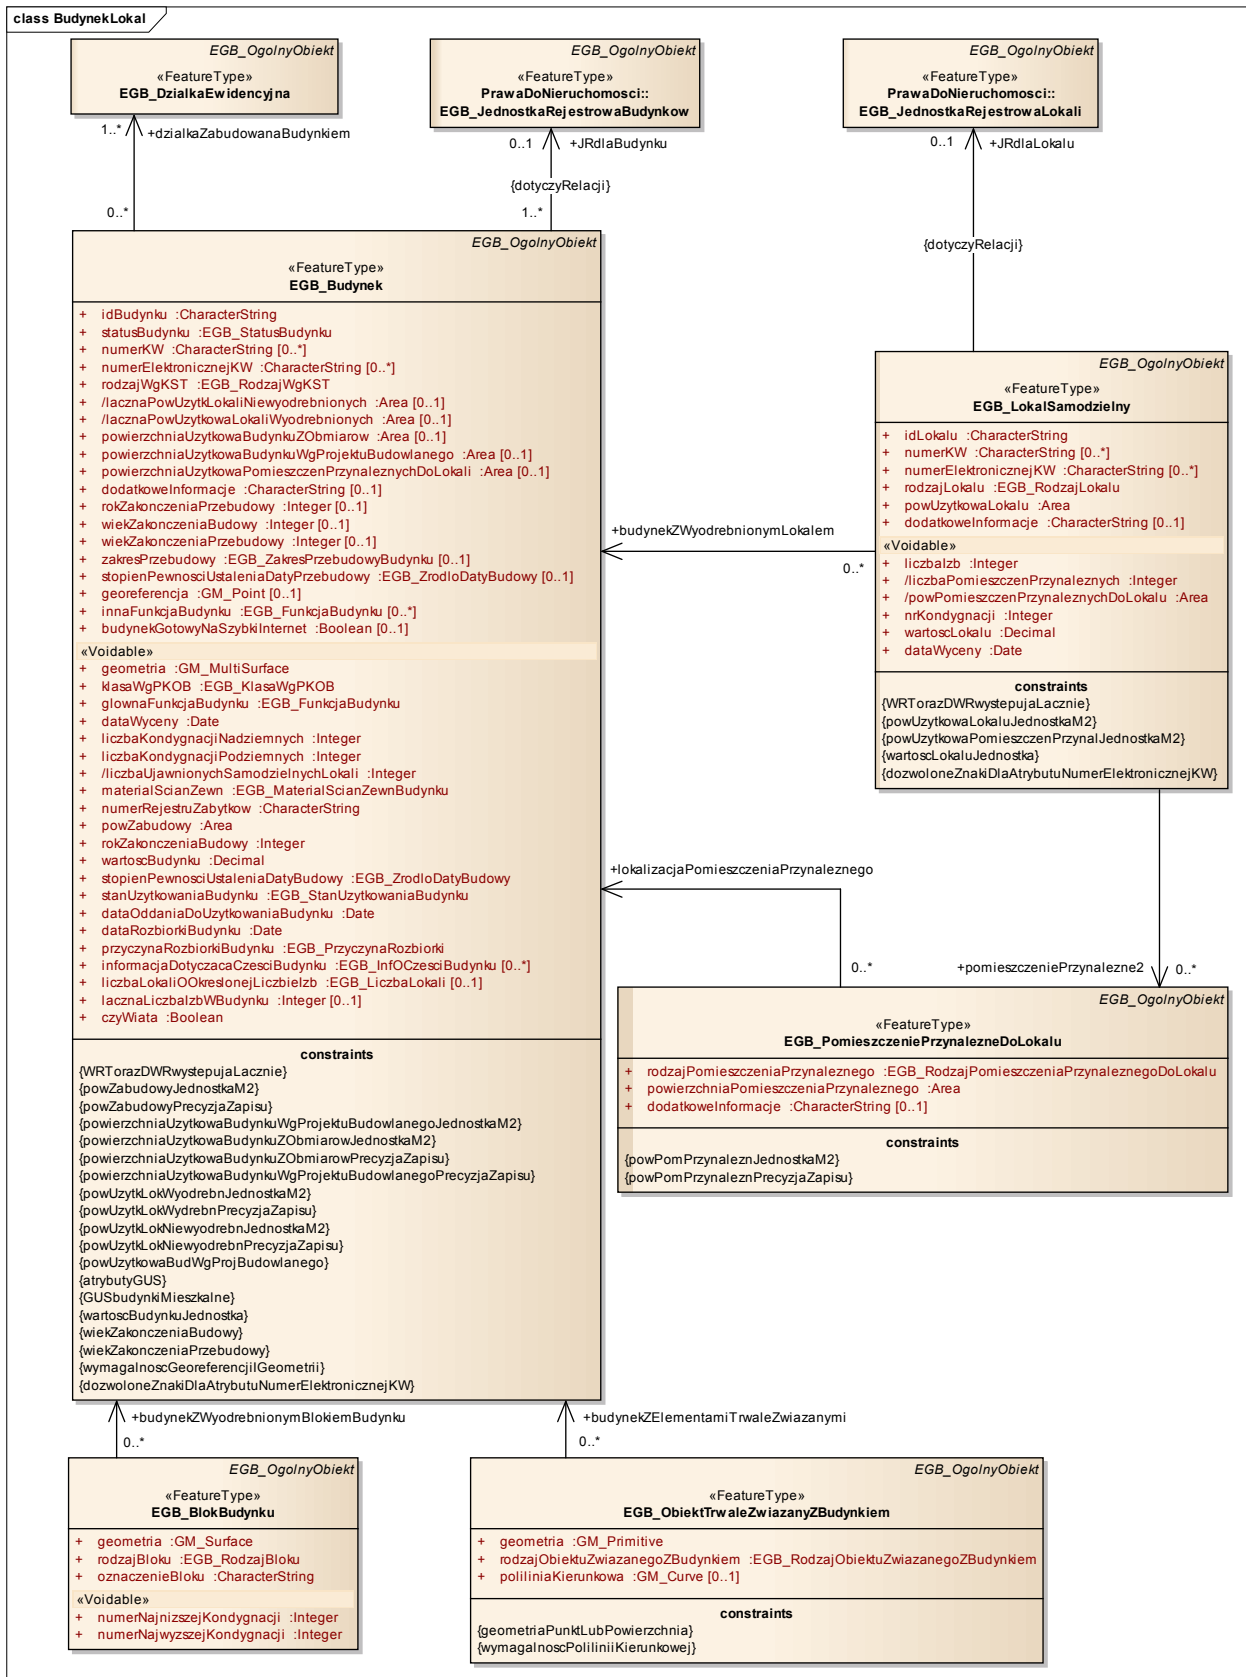 class BudynekLokal
EGB_OgolnyObiekt
«FeatureType»
EGB_DzialkaEwidencyjna
EGB_OgolnyObiekt
«FeatureType»
PrawaDoNieruchomosci::
EGB_JednostkaRejestrowaBudynkow
EGB_OgolnyObiekt
«FeatureType»
PrawaDoNieruchomosci::
EGB_JednostkaRejestrowaLokali
1..*
+dzialkaZabudowanaBudynkiem
0..*
0..1
+JRdlaBudynku
{dotyczyRelacji}
1..*
0..1
+JRdlaLokalu
{dotyczyRelacji}
EGB_OgolnyObiekt
«FeatureType»
EGB_Budynek
+ idBudynku :CharacterString
+ statusBudynku :EGB_StatusBudynku
+ numerKW :CharacterString [0..*]
+ numerElektronicznejKW :CharacterString [0..*]
+ rodzajWgKST :EGB_RodzajWgKST
+ /lacznaPowUzytkLokaliNiewyodrebnionych :Area [0..1]
+ /lacznaPowUzytkowaLokaliWyodrebnionych :Area [0..1]
+ powierzchniaUzytkowaBudynkuZObmiarow :Area [0..1]
+ powierzchniaUzytkowaBudynkuWgProjektuBudowlanego :Area [0..1]
+ powierzchniaUzytkowaPomieszczenPrzynaleznychDoLokali :Area [0..1]
+ dodatkoweInformacje :CharacterString [0..1]
+ rokZakonczeniaPrzebudowy :Integer [0..1]
+ wiekZakonczeniaBudowy :Integer [0..1]
+ wiekZakonczeniaPrzebudowy :Integer [0..1]
+ zakresPrzebudowy :EGB_ZakresPrzebudowyBudynku [0..1]
+ stopienPewnosciUstaleniaDatyPrzebudowy :EGB_ZrodloDatyBudowy [0..1]
+ georeferencja :GM_Point [0..1]
+ innaFunkcjaBudynku :EGB_FunkcjaBudynku [0..*]
+ budynekGotowyNaSzybkiInternet :Boolean [0..1]
«Voidable»
+ geometria :GM_MultiSurface
+ klasaWgPKOB :EGB_KlasaWgPKOB
+ glownaFunkcjaBudynku :EGB_FunkcjaBudynku
+ dataWyceny :Date
+ liczbaKondygnacjiNadziemnych :Integer
+ liczbaKondygnacjiPodziemnych :Integer
+ /liczbaUjawnionychSamodzielnychLokali :Integer
+ materialScianZewn :EGB_MaterialScianZewnBudynku
+ numerRejestruZabytkow :CharacterString
+ powZabudowy :Area
+ rokZakonczeniaBudowy :Integer
+ wartoscBudynku :Decimal
+ stopienPewnosciUstaleniaDatyBudowy :EGB_ZrodloDatyBudowy
+ stanUzytkowaniaBudynku :EGB_StanUzytkowaniaBudynku
+ dataOddaniaDoUzytkowaniaBudynku :Date
+ dataRozbiorkiBudynku :Date
+ przyczynaRozbiorkiBudynku :EGB_PrzyczynaRozbiorki
+ informacjaDotyczacaCzesciBudynku :EGB_InfOCzesciBudynku [0..*]
+ liczbaLokaliOOkreslonejLiczbieIzb :EGB_LiczbaLokali [0..1]
+ lacznaLiczbaIzbWBudynku :Integer [0..1]
+ czyWiata :Boolean
constraints
{WRTorazDWRwystepujaLacznie}
{powZabudowyJednostkaM2}
{powZabudowyPrecyzjaZapisu}
{powierzchniaUzytkowaBudynkuWgProjektuBudowlanegoJednostkaM2}
{powierzchniaUzytkowaBudynkuZObmiarowJednostkaM2}
{powierzchniaUzytkowaBudynkuZObmiarowPrecyzjaZapisu}
{powierzchniaUzytkowaBudynkuWgProjektuBudowlanegoPrecyzjaZapisu}
{powUzytkLokWyodrebnJednostkaM2}
{powUzytkLokWydrebnPrecyzjaZapisu}
{powUzytkLokNiewyodrebnJednostkaM2}
{powUzytkLokNiewyodrebnPrecyzjaZapisu}
{powUzytkowaBudWgProjBudowlanego}
{atrybutyGUS}
{GUSbudynkiMieszkalne}
{wartoscBudynkuJednostka}
{wiekZakonczeniaBudowy}
{wiekZakonczeniaPrzebudowy}
{wymagalnoscGeoreferencjiIGeometrii}
{dozwoloneZnakiDlaAtrybutuNumerElektronicznejKW}
+budynekZWyodrebnionymLokalem
0..*
EGB_OgolnyObiekt
«FeatureType»
EGB_LokalSamodzielny
+ idLokalu :CharacterString
+ numerKW :CharacterString [0..*]
+ numerElektronicznejKW :CharacterString [0..*]
+ rodzajLokalu :EGB_RodzajLokalu
+ powUzytkowaLokalu :Area
+ dodatkoweInformacje :CharacterString [0..1]
«Voidable»
+ liczbaIzb :Integer
+ /liczbaPomieszczenPrzynaleznych :Integer
+ /powPomieszczenPrzynaleznychDoLokalu :Area
+ nrKondygnacji :Integer
+ wartoscLokalu :Decimal
+ dataWyceny :Date
constraints
{WRTorazDWRwystepujaLacznie}
{powUzytkowaLokaluJednostkaM2}
{powUzytkowaPomieszczenPrzynalJednostkaM2}
{wartoscLokaluJednostka}
{dozwoloneZnakiDlaAtrybutuNumerElektronicznejKW}
+lokalizacjaPomieszczeniaPrzynaleznego
0..*
+pomieszczeniePrzynalezne2
0..*
EGB_OgolnyObiekt
«FeatureType»
EGB_PomieszczeniePrzynalezneDoLokalu
+ rodzajPomieszczeniaPrzynaleznego :EGB_RodzajPomieszczeniaPrzynaleznegoDoLokalu
+ powierzchniaPomieszczeniaPrzynaleznego :Area
+ dodatkoweInformacje :CharacterString [0..1]
constraints
{powPomPrzynaleznJednostkaM2}
{powPomPrzynaleznPrecyzjaZapisu}
+budynekZWyodrebnionymBlokiemBudynku
0..*
+budynekZElementamiTrwaleZwiazanymi
0..*
EGB_OgolnyObiekt
«FeatureType»
EGB_BlokBudynku
+ geometria :GM_Surface
+ rodzajBloku :EGB_RodzajBloku
+ oznaczenieBloku :CharacterString
«Voidable»
+ numerNajnizszejKondygnacji :Integer
+ numerNajwyzszejKondygnacji :Integer
EGB_OgolnyObiekt
«FeatureType»
EGB_ObiektTrwaleZwiazanyZBudynkiem
+ geometria :GM_Primitive
+ rodzajObiektuZwiazanegoZBudynkiem :EGB_RodzajObiektuZwiazanegoZBudynkiem
+ poliliniaKierunkowa :GM_Curve [0..1]
constraints
{geometriaPunktLubPowierzchnia}
{wymagalnoscPoliliniiKierunkowej}